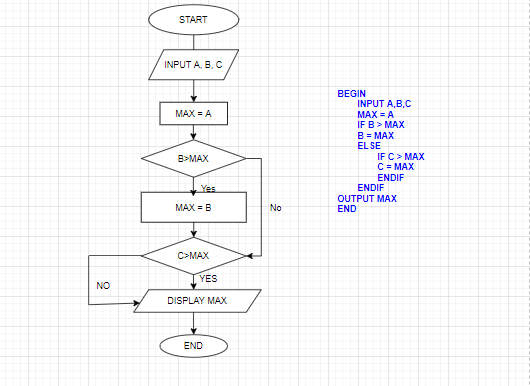 START
INPUT A, B, C
MAX = A
B>MAX
Yes
MAX = B
No
C>MAX
YES
NO
DISPLAY MAX
END
BEGIN
INPUT A,B,C
MAX = A
IF B > MAX
B = MAX
ELSE
IF C > MAX
C = MAX
ENDIF
ENDIF
OUTPUT MAX
END